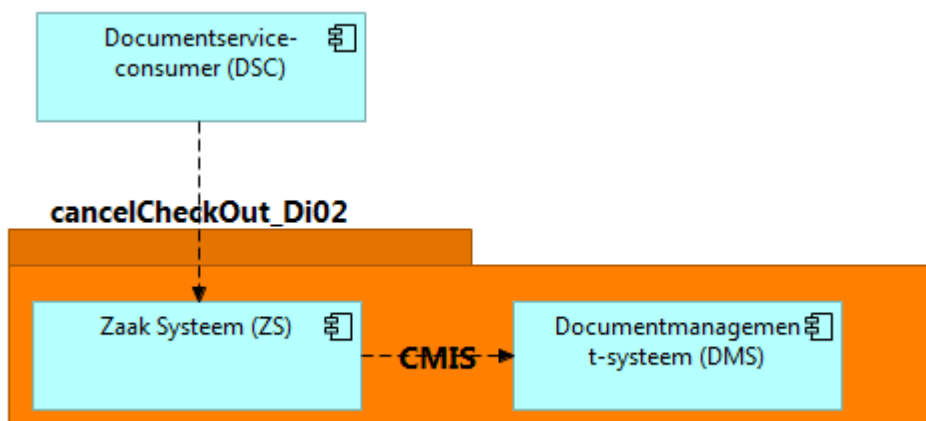 Documentservice-
consumer (DSC)
cancelCheckOut_Di02
Zaak Systeem (ZS)
CMIS
Documentmanagemen
t-systeem (DMS)